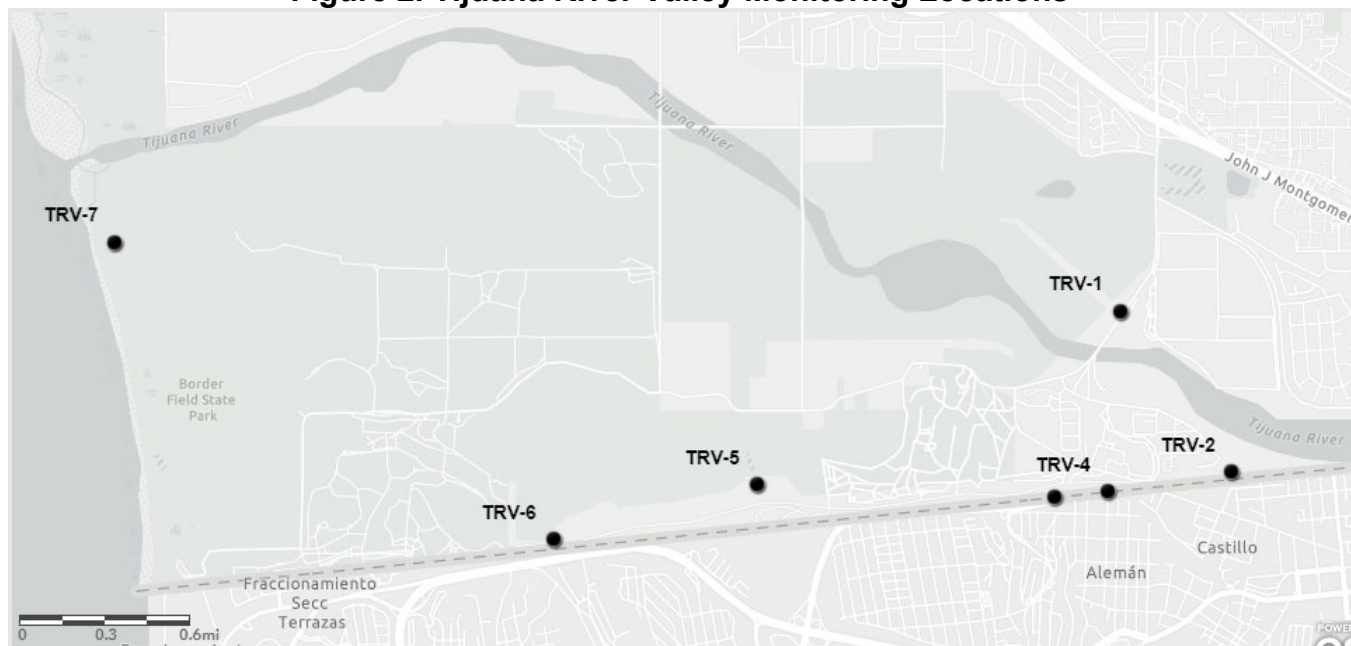 Figure 2. Tijuana River Valley Monitoring Locations
Tijuana River
Tijuana River
John J Montgomer
TRV-7
TRV-1
Border
Field State
Park
Tijuana River
TRV-5
TRV-4
TRV-2
TRV-6
Castillo
Alemán
Fraccionamiento
Secc
Terrazas
0 0.3 0.6mi
POWE